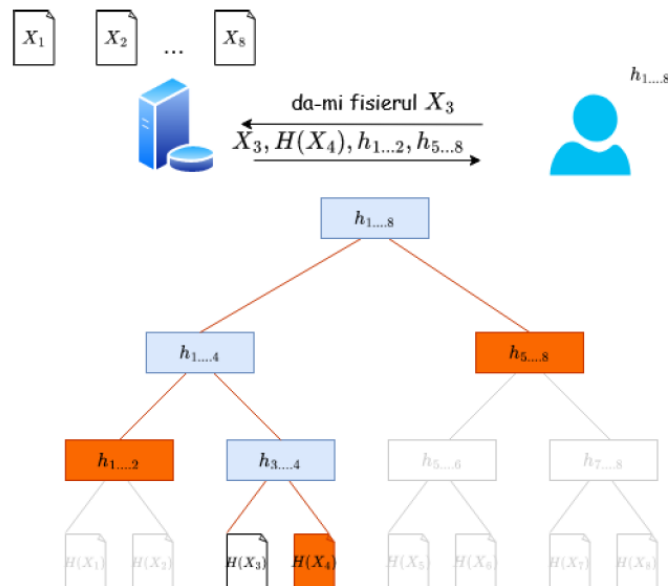 X₁ X₂ ... X₈
h₁....₈
da-mi fisierul X₃
X₃, H(X₄), h₁...₂, h₅...₈
h₁....₈
h₁....₄ h₅....₈
h₁....₂ h₃....₄ h₅....₆ h₇....₈
H(X₁) H(X₂) H(X₃) H(X₄) H(X₅) H(X₆) H(X₇) H(X₈)